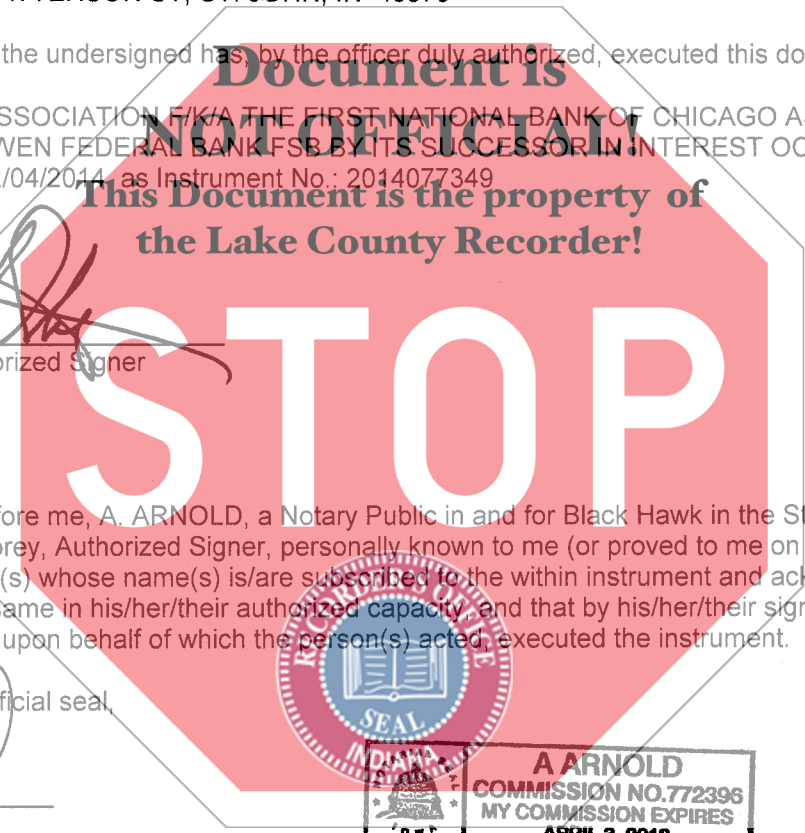 the undersigned has, by the officer duly authorized, executed this do
Document is
SSOCIATION F/K/A THE FIRST NATIONAL BANK OF CHICAGO A
NOT OFFICIAL!
WEN FEDERAL BANK FSB BY ITS SUCCESSOR IN INTEREST OC
/04/2014, as Instrument No.: 2014077349
This Document is the property of
the Lake County Recorder!
STOP
orized Signer
fore me, A. ARNOLD, a Notary Public in and for Black Hawk in the St
orey, Authorized Signer, personally known to me (or proved to me on
(s) whose name(s) is/are subscribed to the within instrument and ack
same in his/her/their authorized capacity, and that by his/her/their sign
upon behalf of which the person(s) acted, executed the instrument.
RECORDER'S OFFICE
ficial seal,
SEAL
INDIANA
A ARNOLD
COMMISSION NO.772396
MY COMMISSION EXPIRES